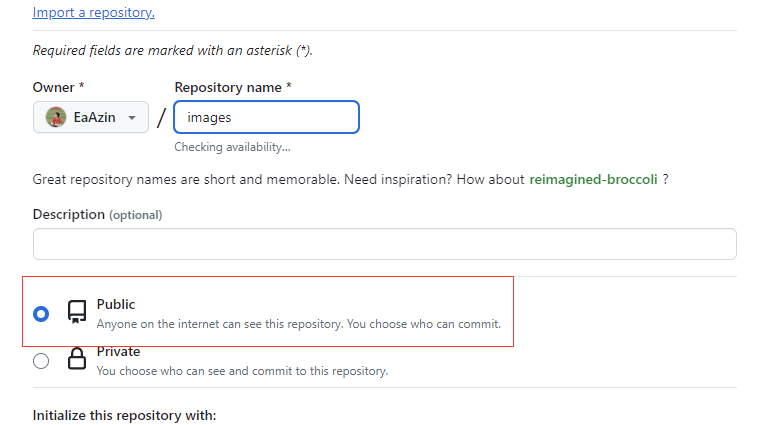 Import a repository.
Required fields are marked with an asterisk (*).
Owner * Repository name *
EaAzin / images
Checking availability...
Great repository names are short and memorable. Need inspiration? How about reimagined-broccoli ?
Description (optional)
Public
Anyone on the internet can see this repository. You choose who can commit.
Private
You choose who can see and commit to this repository.
Initialize this repository with: